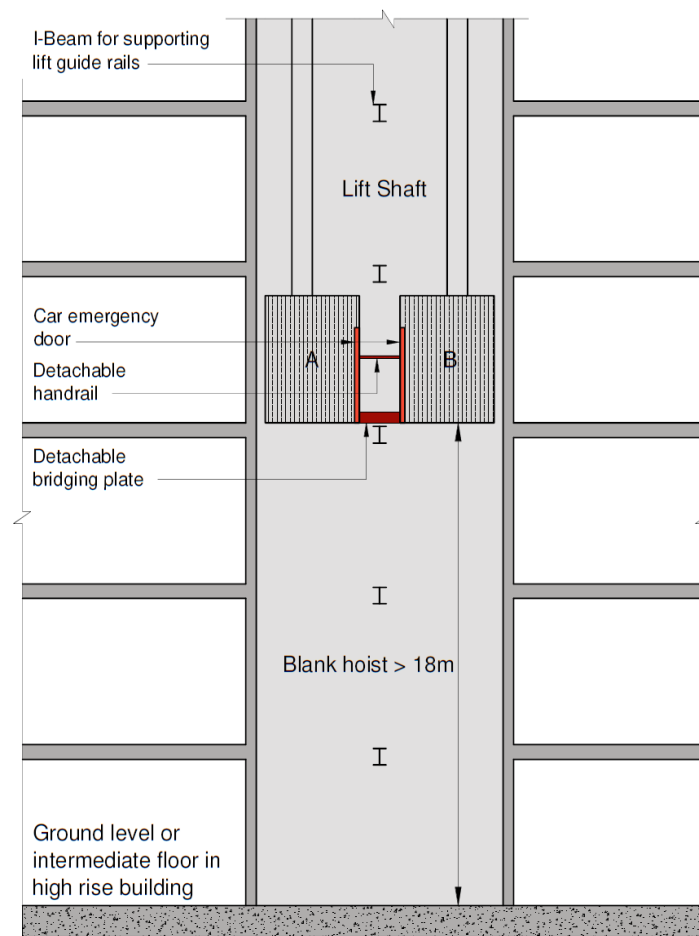 I-Beam for supporting
lift guide rails
Lift Shaft
Car emergency
door
A
B
Detachable
handrail
Detachable
bridging plate
Blank hoist > 18m
Ground level or
intermediate floor in
high rise building